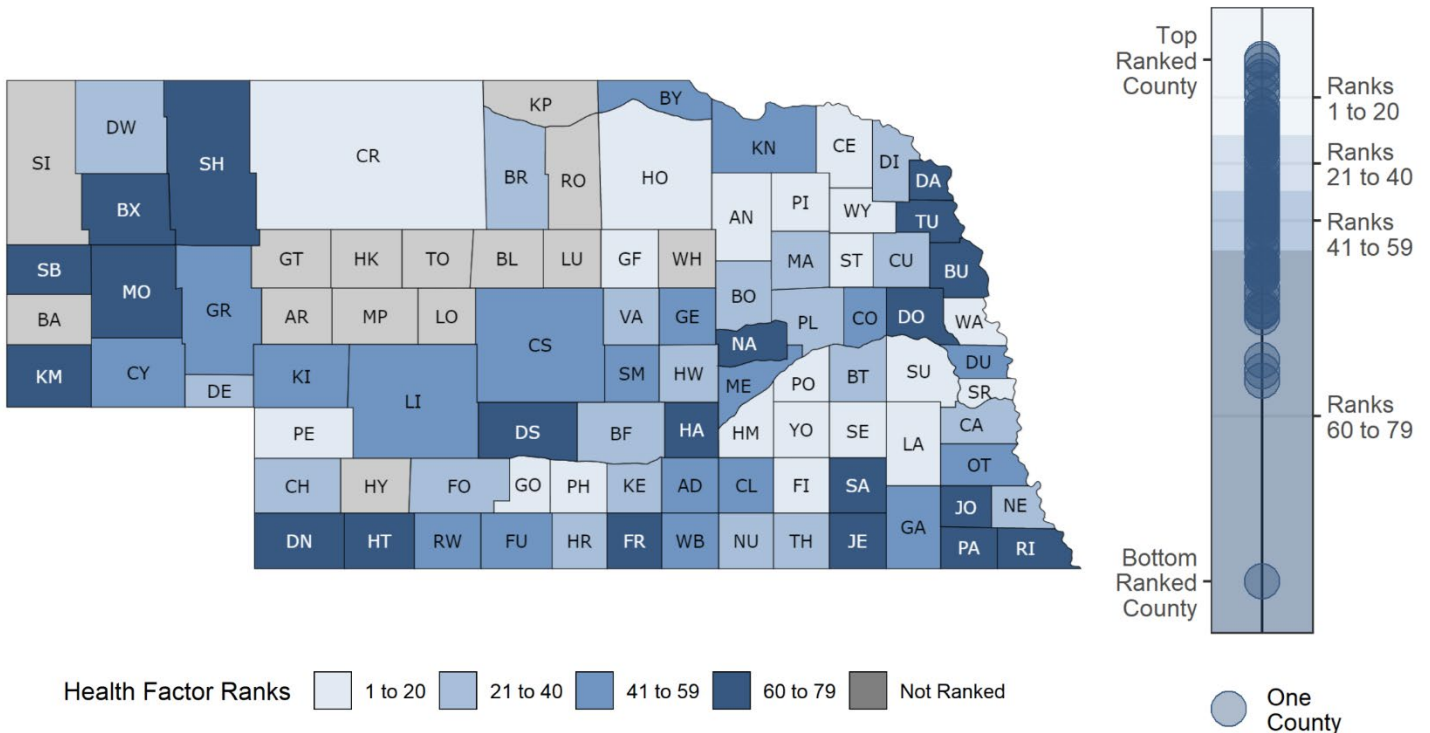 KP
BY
DW
CE
SI
SH
CR
KN
DI
BR
RO
HO
DA
BX
PI
AN
WY
TU
GT
HK
TO
BL
LU
GF
WH
MA
ST
CU
SB
BU
MO
BO
GR
BA
AR
MP
LO
VA
GE
PL
CO
DO
WA
CS
NA
KM
CY
KI
SM
HW
ME
DU
DE
LI
PO
BT
SU
SR
PE
DS
BF
HA
HM
YO
SE
LA
CA
OT
CH
HY
FO
GO
PH
KE
AD
CL
FI
SA
JO
NE
DN
HT
RW
FU
HR
FR
WB
NU
TH
JE
GA
PA
RI
Top
Ranked
County
Ranks
1 to 20
Ranks
21 to 40
Ranks
41 to 59
Ranks
60 to 79
Bottom
Ranked
County
Health Factor Ranks 1 to 20 21 to 40 41 to 59 60 to 79 Not Ranked
One
County